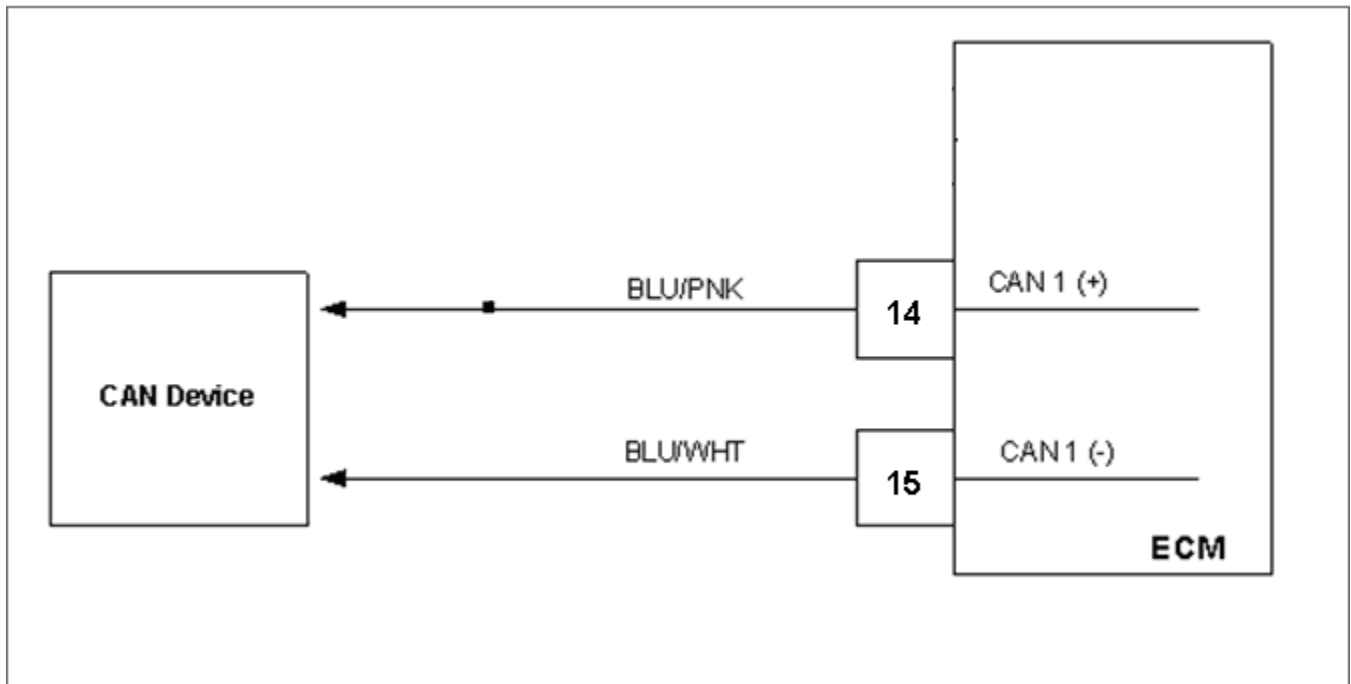 BLU/PNK
14
CAN 1 (+)
CAN Device
BLU/WHT
15
CAN 1 (-)
ECM